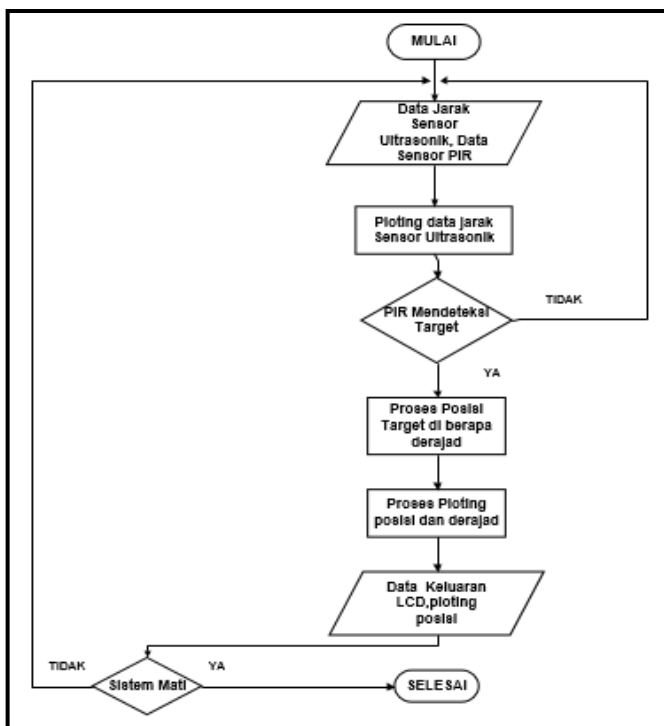 MULAI
Data Jarak
Sensor
Ultrasonik, Data
Sensor PIR
Ploting data jarak
Sensor Ultrasonik
PIR Mendeteksi
Target
TIDAK
YA
Proses Posisi
Target di berapa
derajad
Proses Ploting
posisi dan derajad
Data Keluaran
LCD,ploting
posisi
TIDAK
Sistem Mati
YA
SELESAI